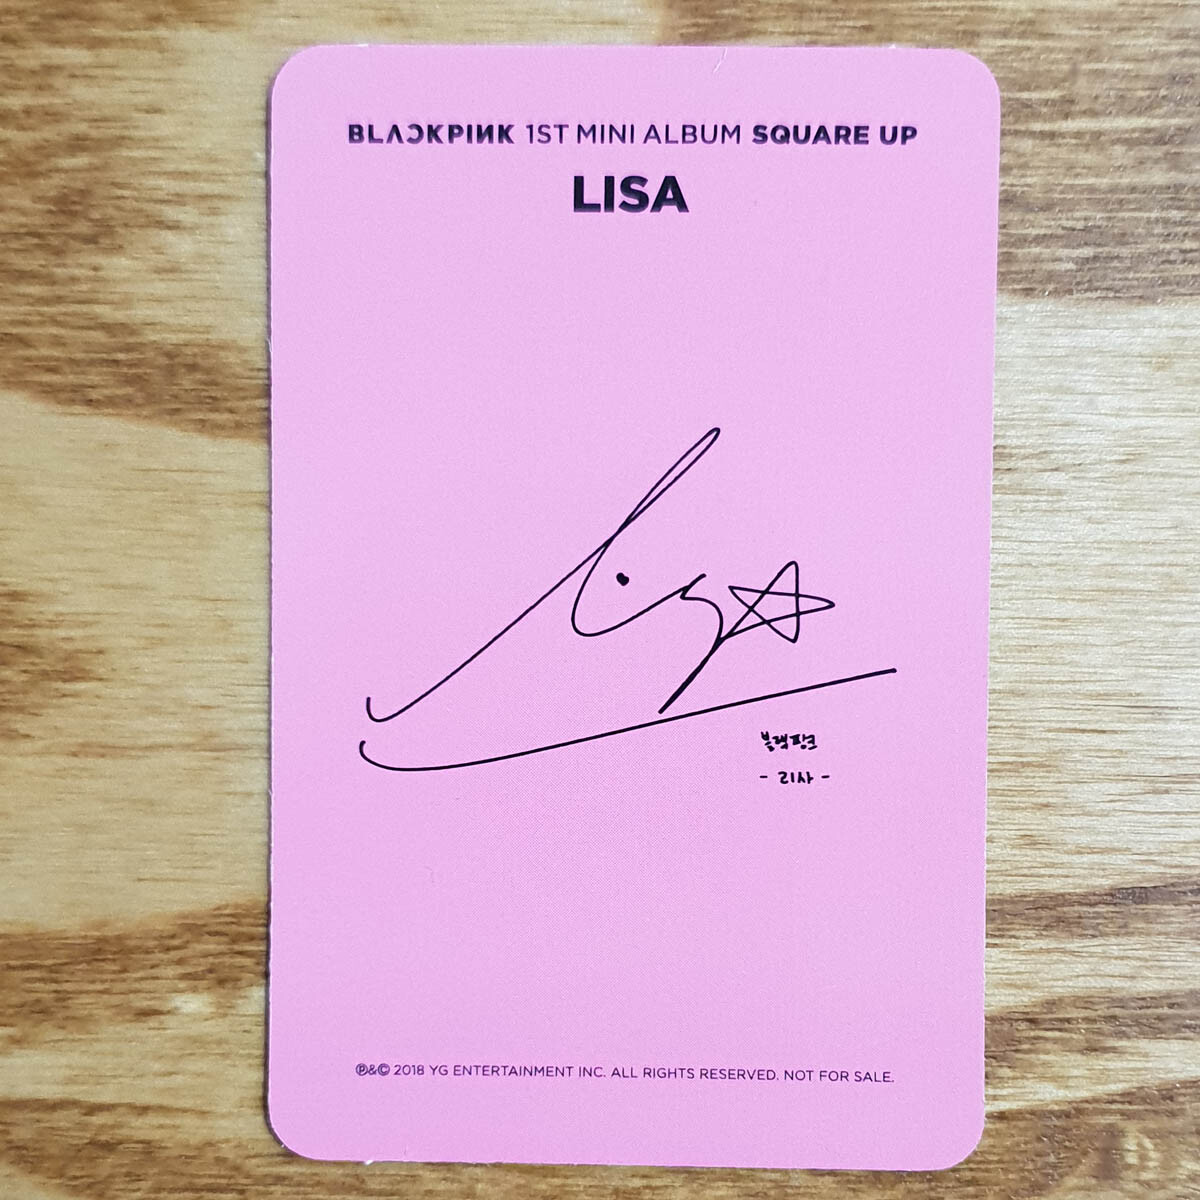 BLACKPINK 1ST MINI ALBUM SQUARE UP
LISA
Lisa
블랙핑크
- 리사 -
℗&© 2018 YG ENTERTAINMENT INC. ALL RIGHTS RESERVED. NOT FOR SALE.